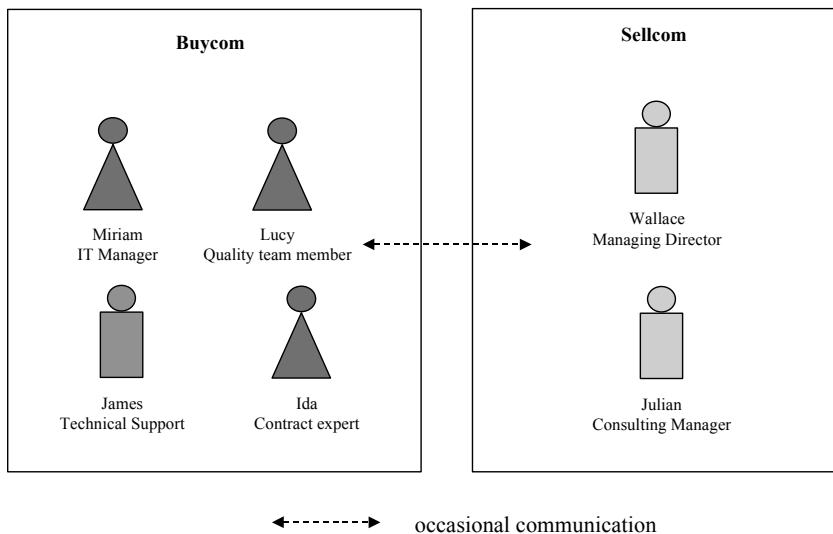 Buycom
Miriam
IT Manager
Lucy
Quality team member
James
Technical Support
Ida
Contract expert
Sellcom
Wallace
Managing Director
Julian
Consulting Manager
occasional communication